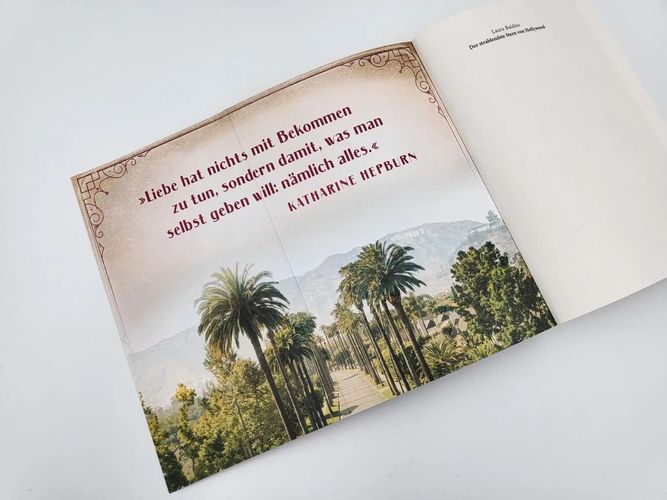 »Liebe hat nichts mit Bekommen
zu tun, sondern damit, was man
selbst geben will: nämlich alles.«
KATHARINE HEPBURN
HOLLYWOOD
Laura Baldini
Der strahlendste Stern von Hollywood